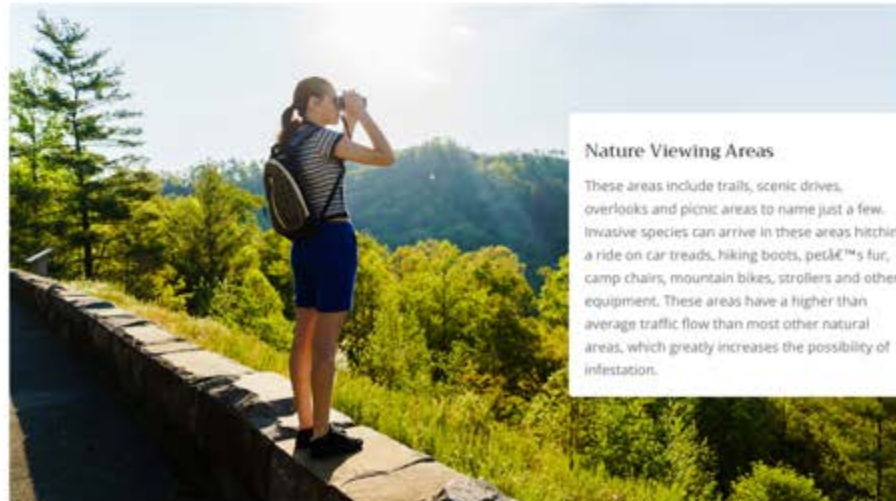 Nature Viewing Areas
These areas include trails, scenic drives,
overlooks and picnic areas to name just a few.
Invasive species can arrive in these areas hitchin
a ride on car treads, hiking boots, petâ€™s fur,
camp chairs, mountain bikes, strollers and other
equipment. These areas have a higher than
average traffic flow than most other natural
areas, which greatly increases the possibility of
infestation.